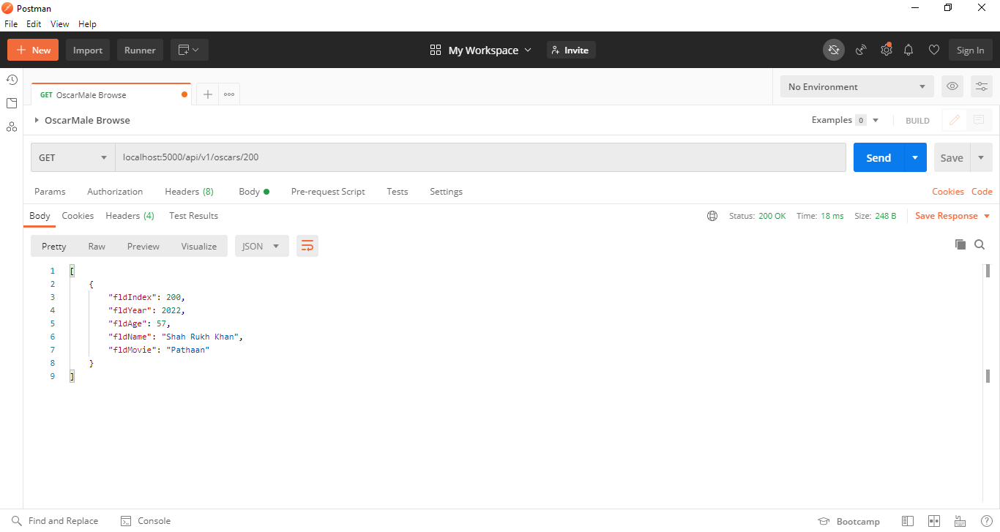 Postman
File Edit View Help
New Import Runner My Workspace Invite Sign In
GET OscarMale Browse No Environment
OscarMale Browse Examples 0 BUILD
GET localhost:5000/api/v1/oscars/200 Send Save
Params Authorization Headers (8) Body Pre-request Script Tests Settings Cookies Code
Body Cookies Headers (4) Test Results Status: 200 OK Time: 18 ms Size: 248 B Save Response
Pretty Raw Preview Visualize JSON
1 [
2 {
3 "fldIndex": 200,
4 "fldYear": 2022,
5 "fldAge": 57,
6 "fldName": "Shah Rukh Khan",
7 "fldMovie": "Pathaan"
8 }
9 ]
Find and Replace Console Bootcamp